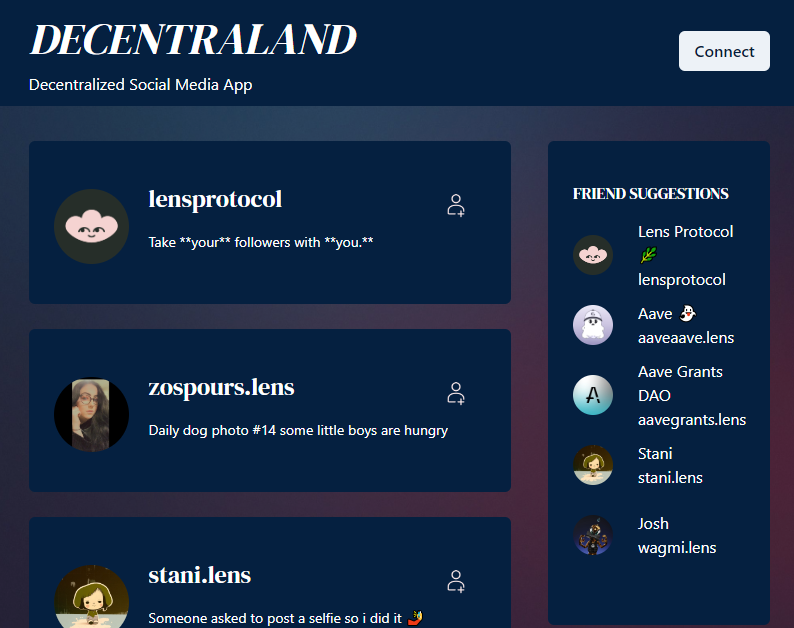 DECENTRALAND
Decentralized Social Media App
Connect
lensprotocol
Take **your** followers with **you.**
zospours.lens
Daily dog photo #14 some little boys are hungry
stani.lens
Someone asked to post a selfie so i did it 🤳
FRIEND SUGGESTIONS
Lens Protocol
🌿
lensprotocol
Aave 👻
aaveaave.lens
Aave Grants
DAO
aavegrants.lens
Stani
stani.lens
Josh
wagmi.lens